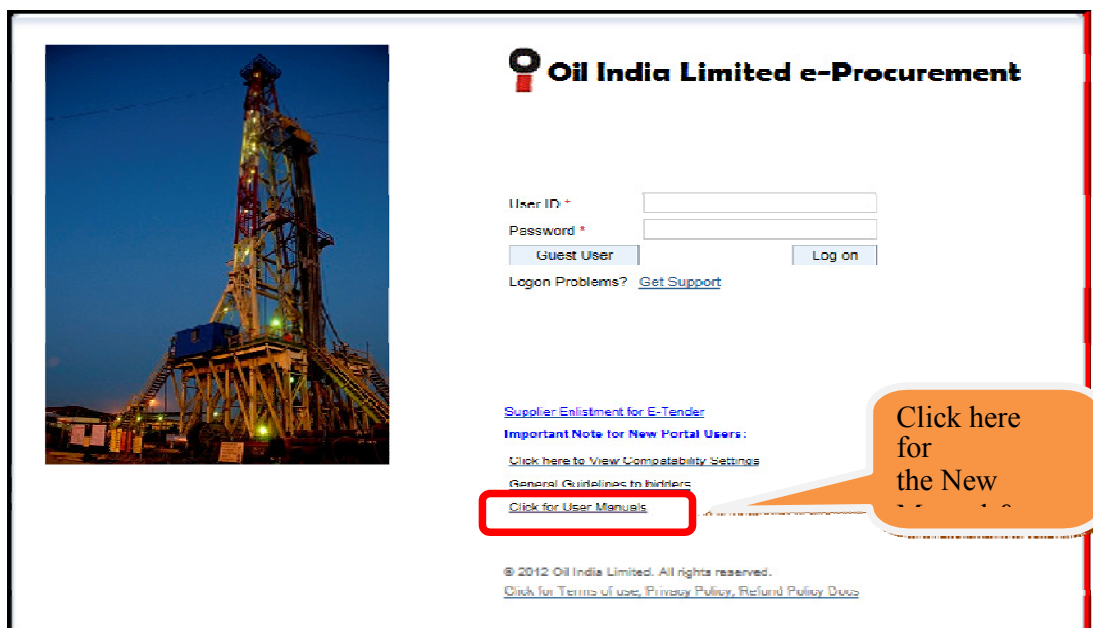 Oil India Limited e-Procurement
User ID *
Password *
Guest User
Log on
Logon Problems? Get Support
Supplier Enlistment for E-Tender
Important Note for New Portal Users:
Click here to View Compatability Settings
General Guidelines to bidders
Click for User Manuals
Click here
for
the New
© 2012 Oil India Limited. All rights reserved.
Click for Terms of use, Privacy Policy, Refund Policy Docs